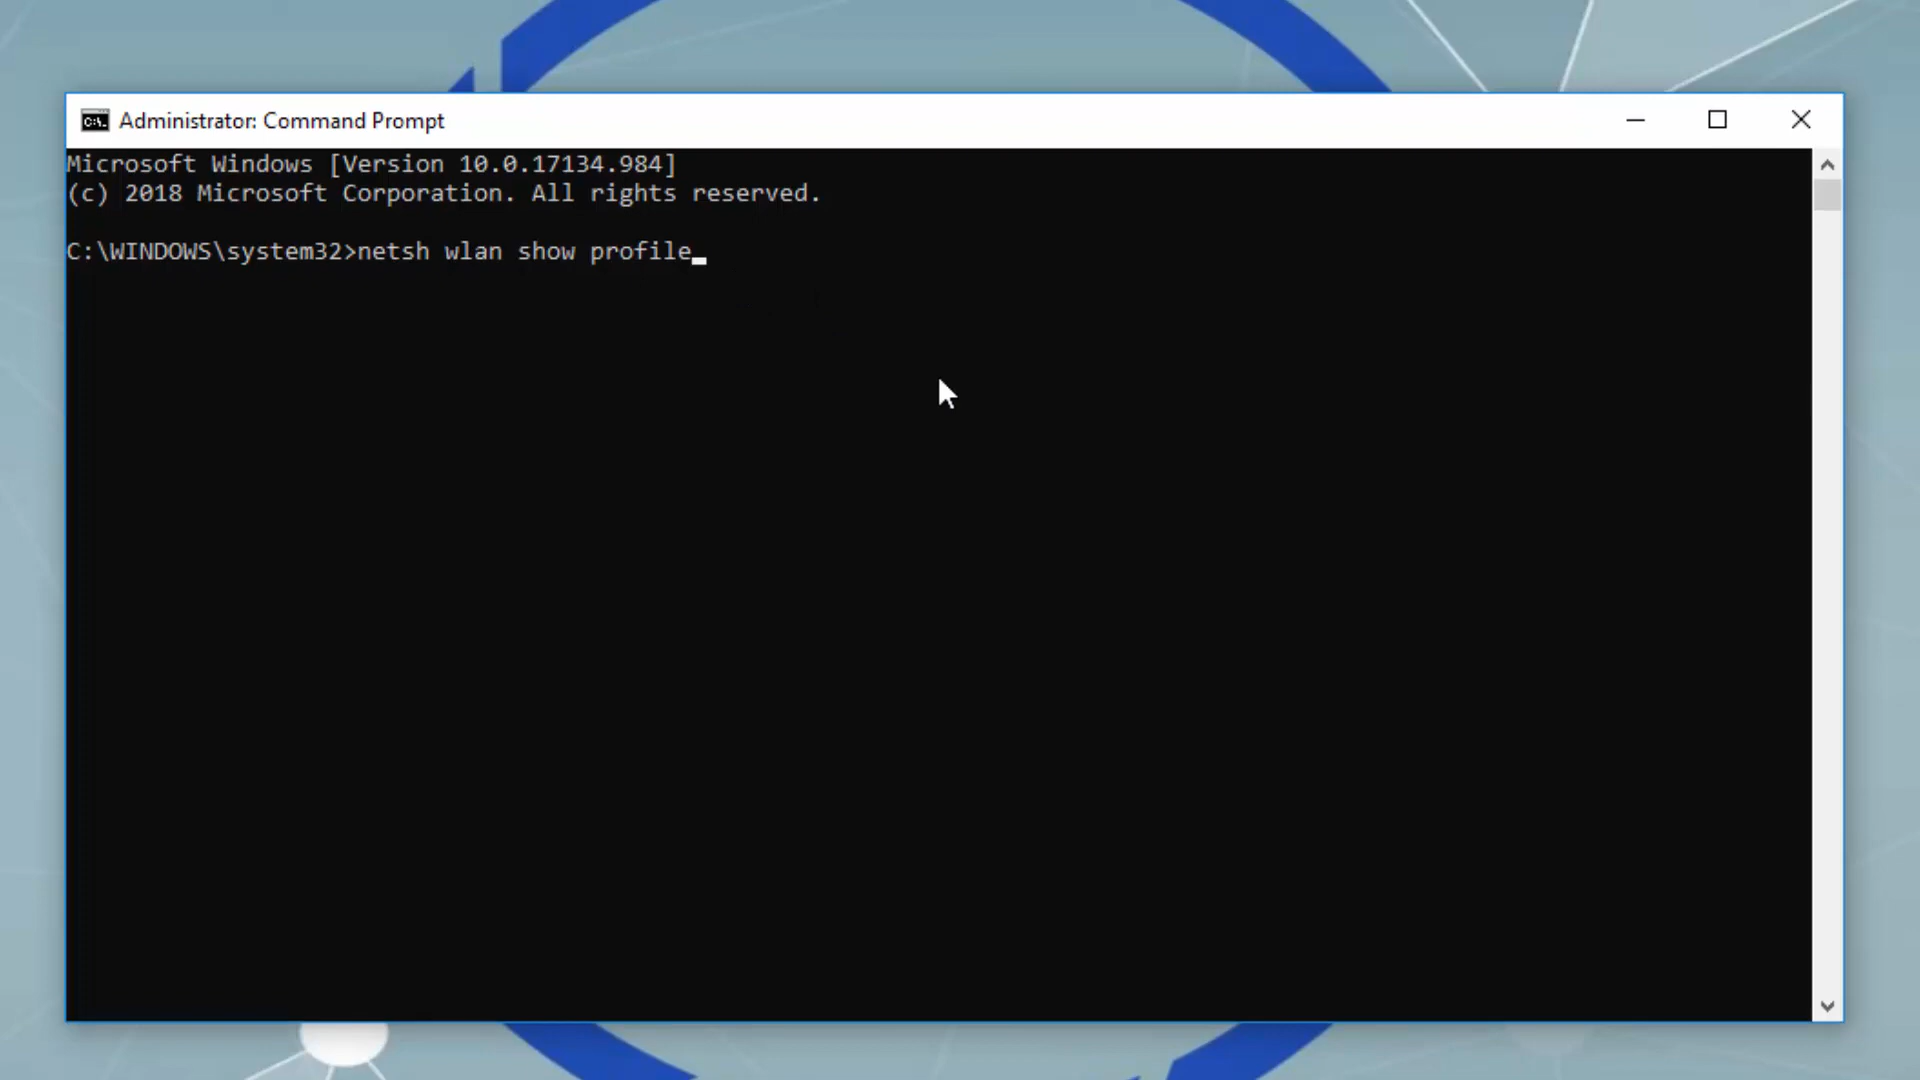 Administrator: Command Prompt
Microsoft Windows [Version 10.0.17134.984]
(c) 2018 Microsoft Corporation. All rights reserved.
C:\WINDOWS\system32>netsh wlan show profile